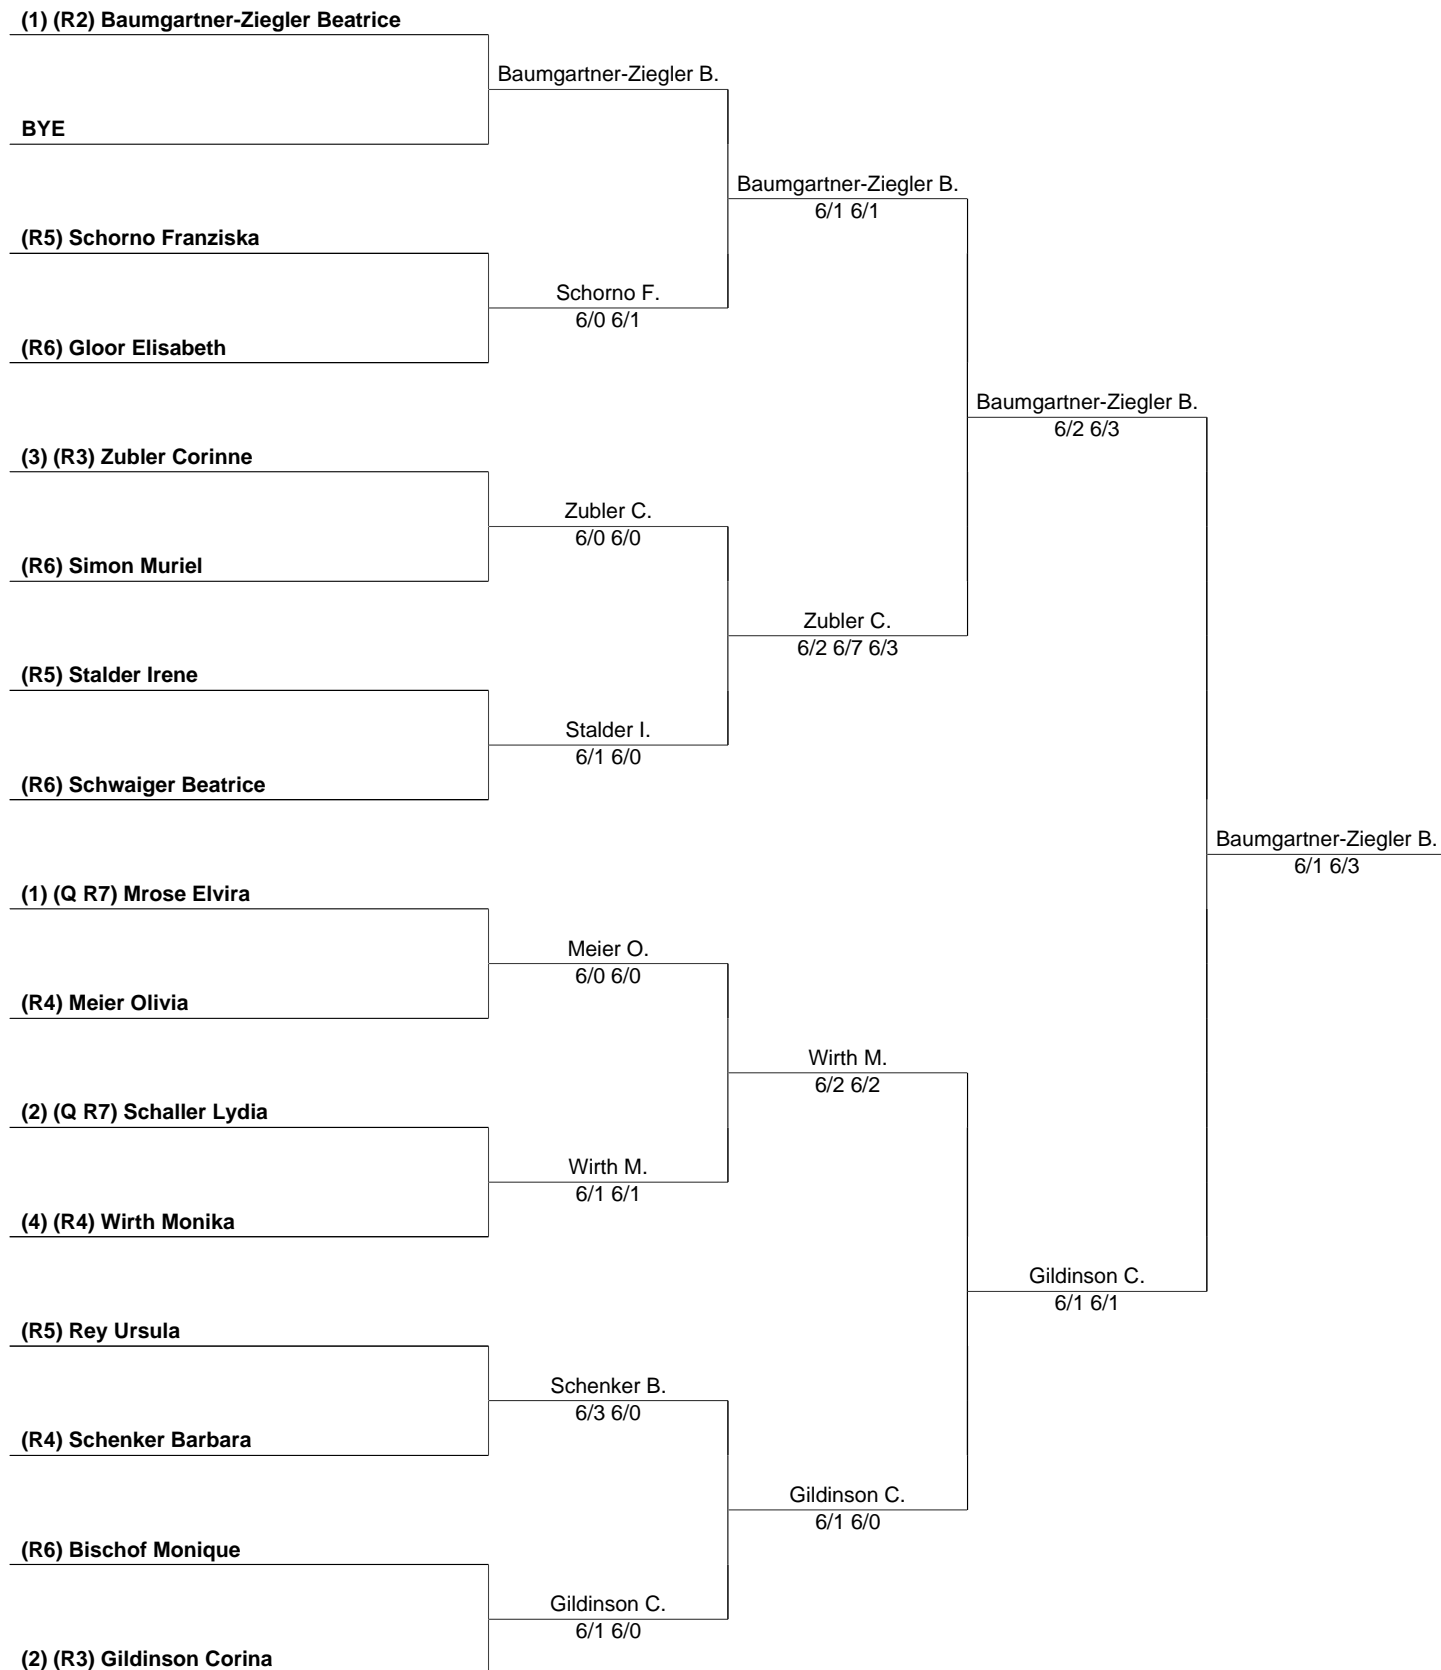 (1) (R2) Baumgartner-Ziegler Beatrice
Baumgartner-Ziegler B.
BYE
Baumgartner-Ziegler B.
6/1 6/1
(R5) Schorno Franziska
Schorno F.
6/0 6/1
(R6) Gloor Elisabeth
Baumgartner-Ziegler B.
6/2 6/3
(3) (R3) Zubler Corinne
Zubler C.
6/0 6/0
(R6) Simon Muriel
Zubler C.
6/2 6/7 6/3
(R5) Stalder Irene
Stalder I.
6/1 6/0
(R6) Schwaiger Beatrice
Baumgartner-Ziegler B.
6/1 6/3
(1) (Q R7) Mrose Elvira
Meier O.
6/0 6/0
(R4) Meier Olivia
Wirth M.
6/2 6/2
(2) (Q R7) Schaller Lydia
Wirth M.
6/1 6/1
(4) (R4) Wirth Monika
Gildinson C.
6/1 6/1
(R5) Rey Ursula
Schenker B.
6/3 6/0
(R4) Schenker Barbara
Gildinson C.
6/1 6/0
(R6) Bischof Monique
Gildinson C.
6/1 6/0
(2) (R3) Gildinson Corina